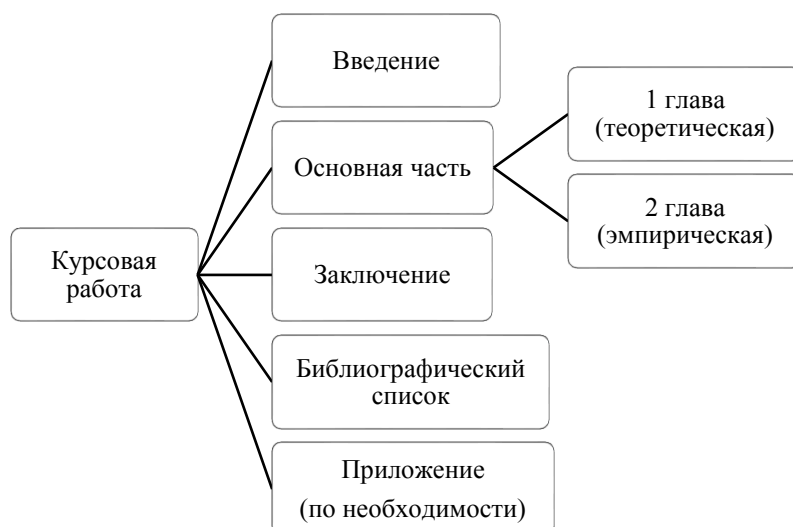 Курсовая
работа
Введение
Основная часть
1 глава
(теоретическая)
2 глава
(эмпирическая)
Заключение
Библиографический
список
Приложение
(по необходимости)